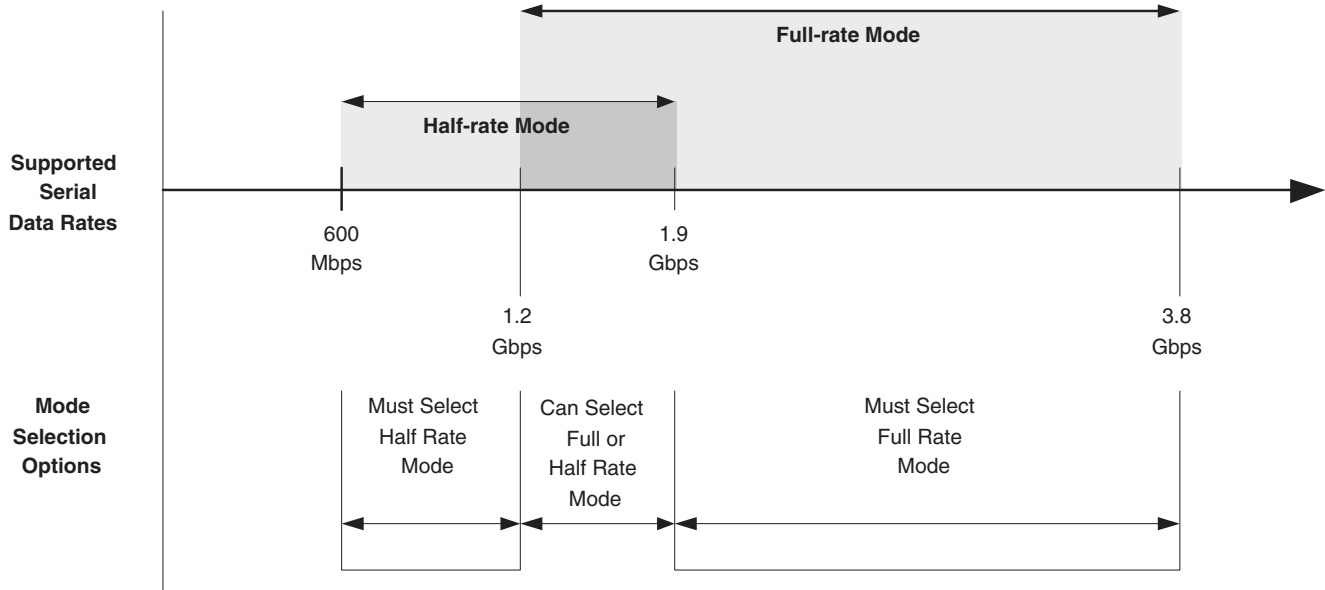 Full-rate Mode
Half-rate Mode
Supported
Serial
Data Rates
600
Mbps
1.9
Gbps
1.2
Gbps
3.8
Gbps
Mode
Selection
Options
Must Select
Half Rate
Mode
Can Select
Full or
Half Rate
Mode
Must Select
Full Rate
Mode